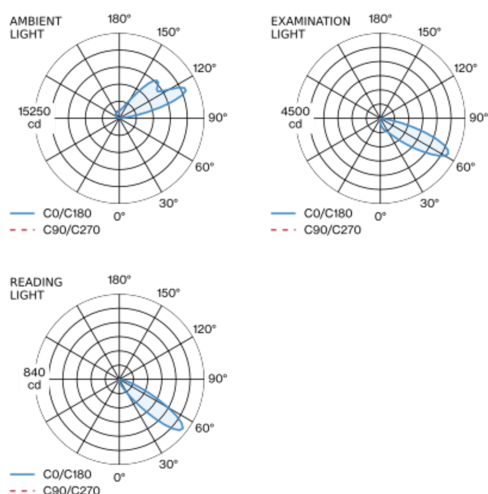 AMBIENT
LIGHT
180°
150°
120°
15250
cd
90°
60°
30°
0°
C0/C180
C90/C270
EXAMINATION
LIGHT
180°
150°
120°
4500
cd
90°
60°
30°
0°
C0/C180
C90/C270
READING
LIGHT
180°
150°
120°
840
cd
90°
60°
30°
0°
C0/C180
C90/C270